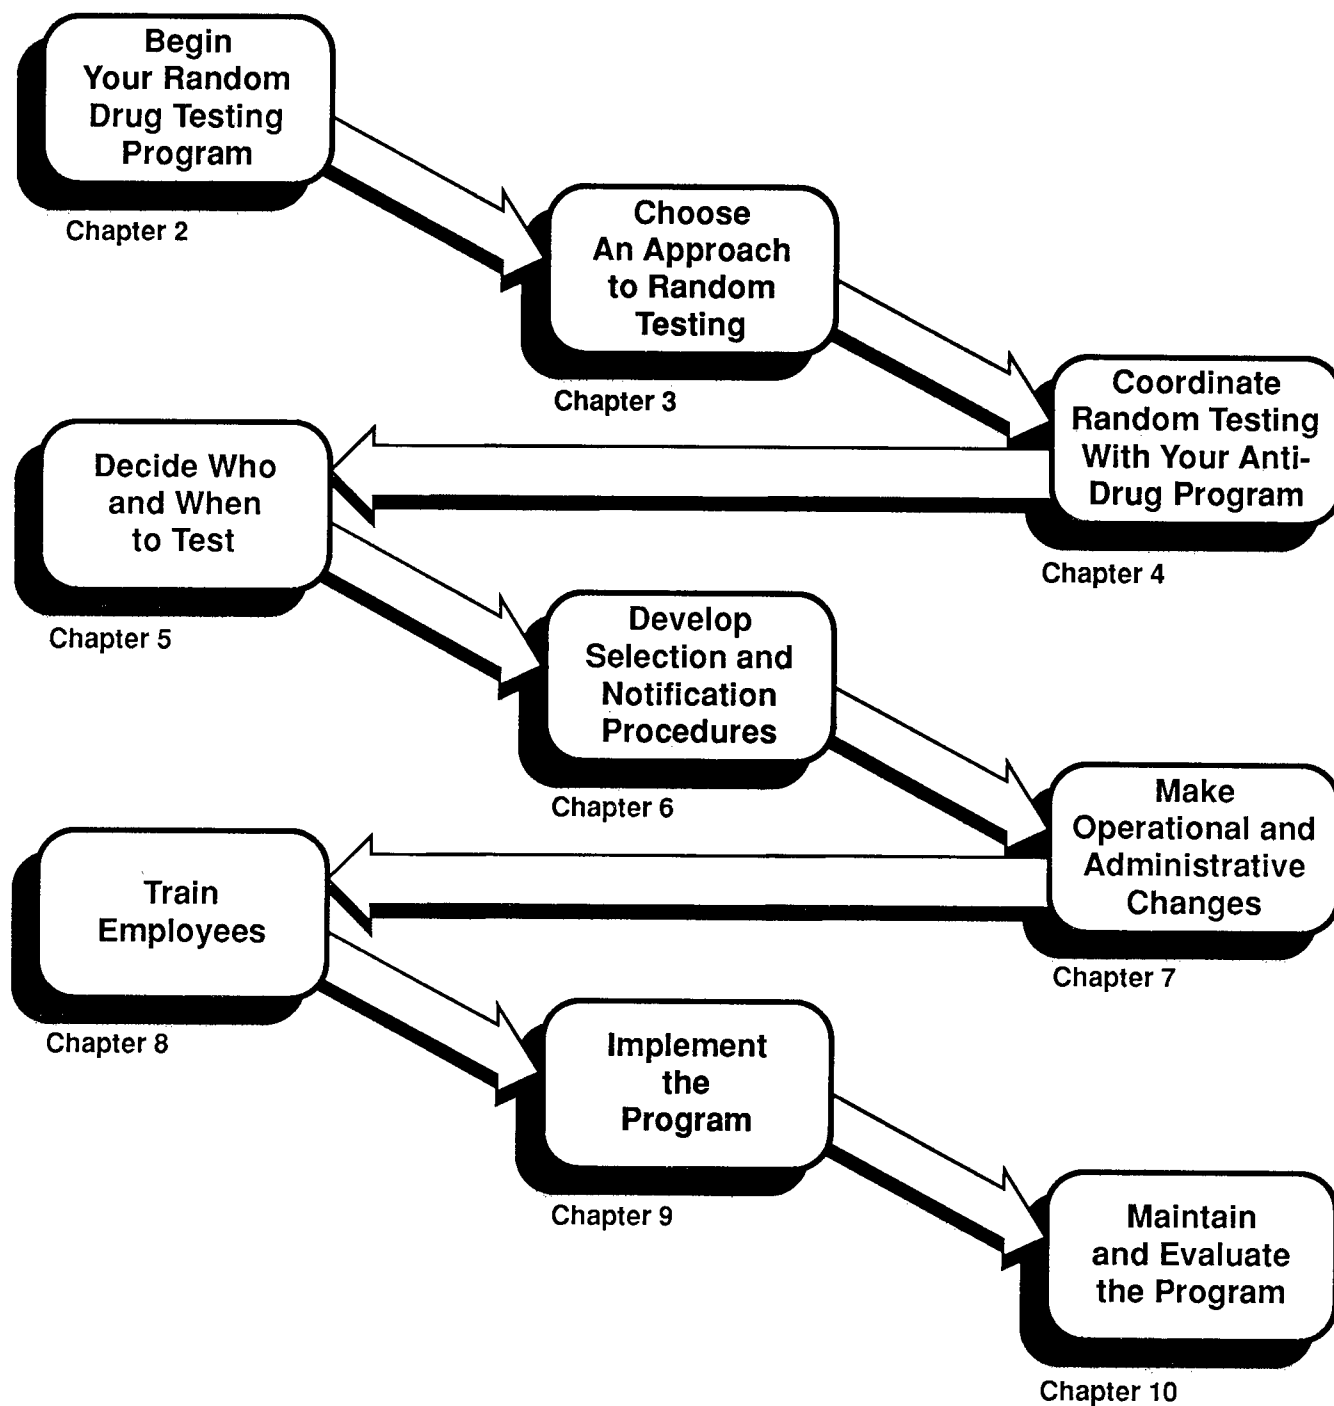 Begin
Your Random
Drug Testing
Program
Chapter 2
Choose
An Approach
to Random
Testing
Chapter 3
Coordinate
Random Testing
With Your Anti-
Drug Program
Chapter 4
Decide Who
and When
to Test
Chapter 5
Develop
Selection and
Notification
Procedures
Chapter 6
Make
Operational and
Administrative
Changes
Chapter 7
Train
Employees
Chapter 8
Implement
the
Program
Chapter 9
Maintain
and Evaluate
the Program
Chapter 10